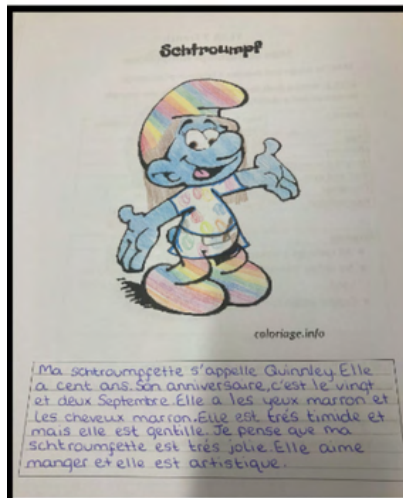 Schtroumpf
coloriage.info
Ma schtroumpfette s'appelle Quinnley. Elle
a cent ans. Son anniversaire, c'est le vingt
et deux Septembre. Elle a les yeux marron et
les cheveux marron. Elle est trés timide et
mais elle est gentille. Je pense que ma
schtroumfette est trés jolie. Elle aime
manger et elle est artistique.